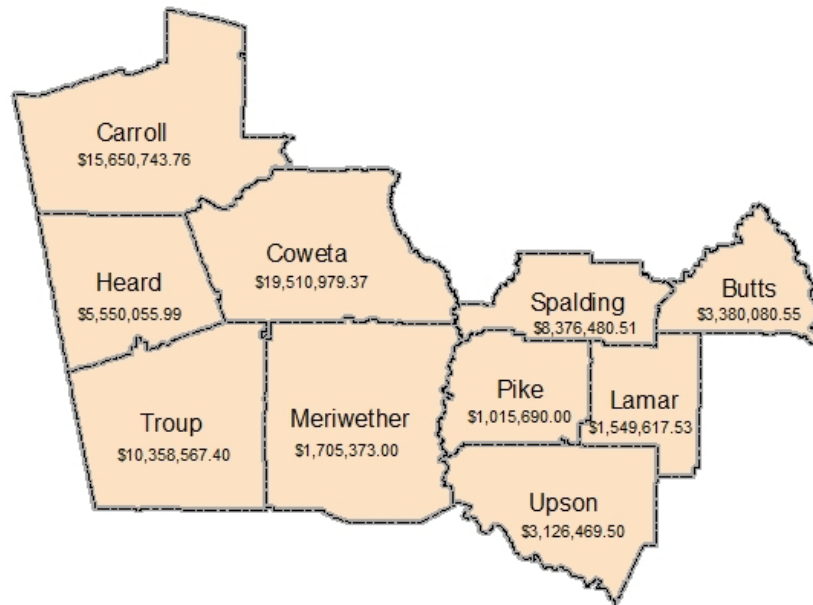 Carroll
$15,650,743.76
Coweta
$19,510,979.37
Heard
$5,550,055.99
Butts
$3,380,080.55
Spalding
$8,376,480.51
Pike
$1,015,690.00
Lamar
$1,549,617.53
Troup
$10,358,567.40
Meriwether
$1,705,373.00
Upson
$3,126,469.50